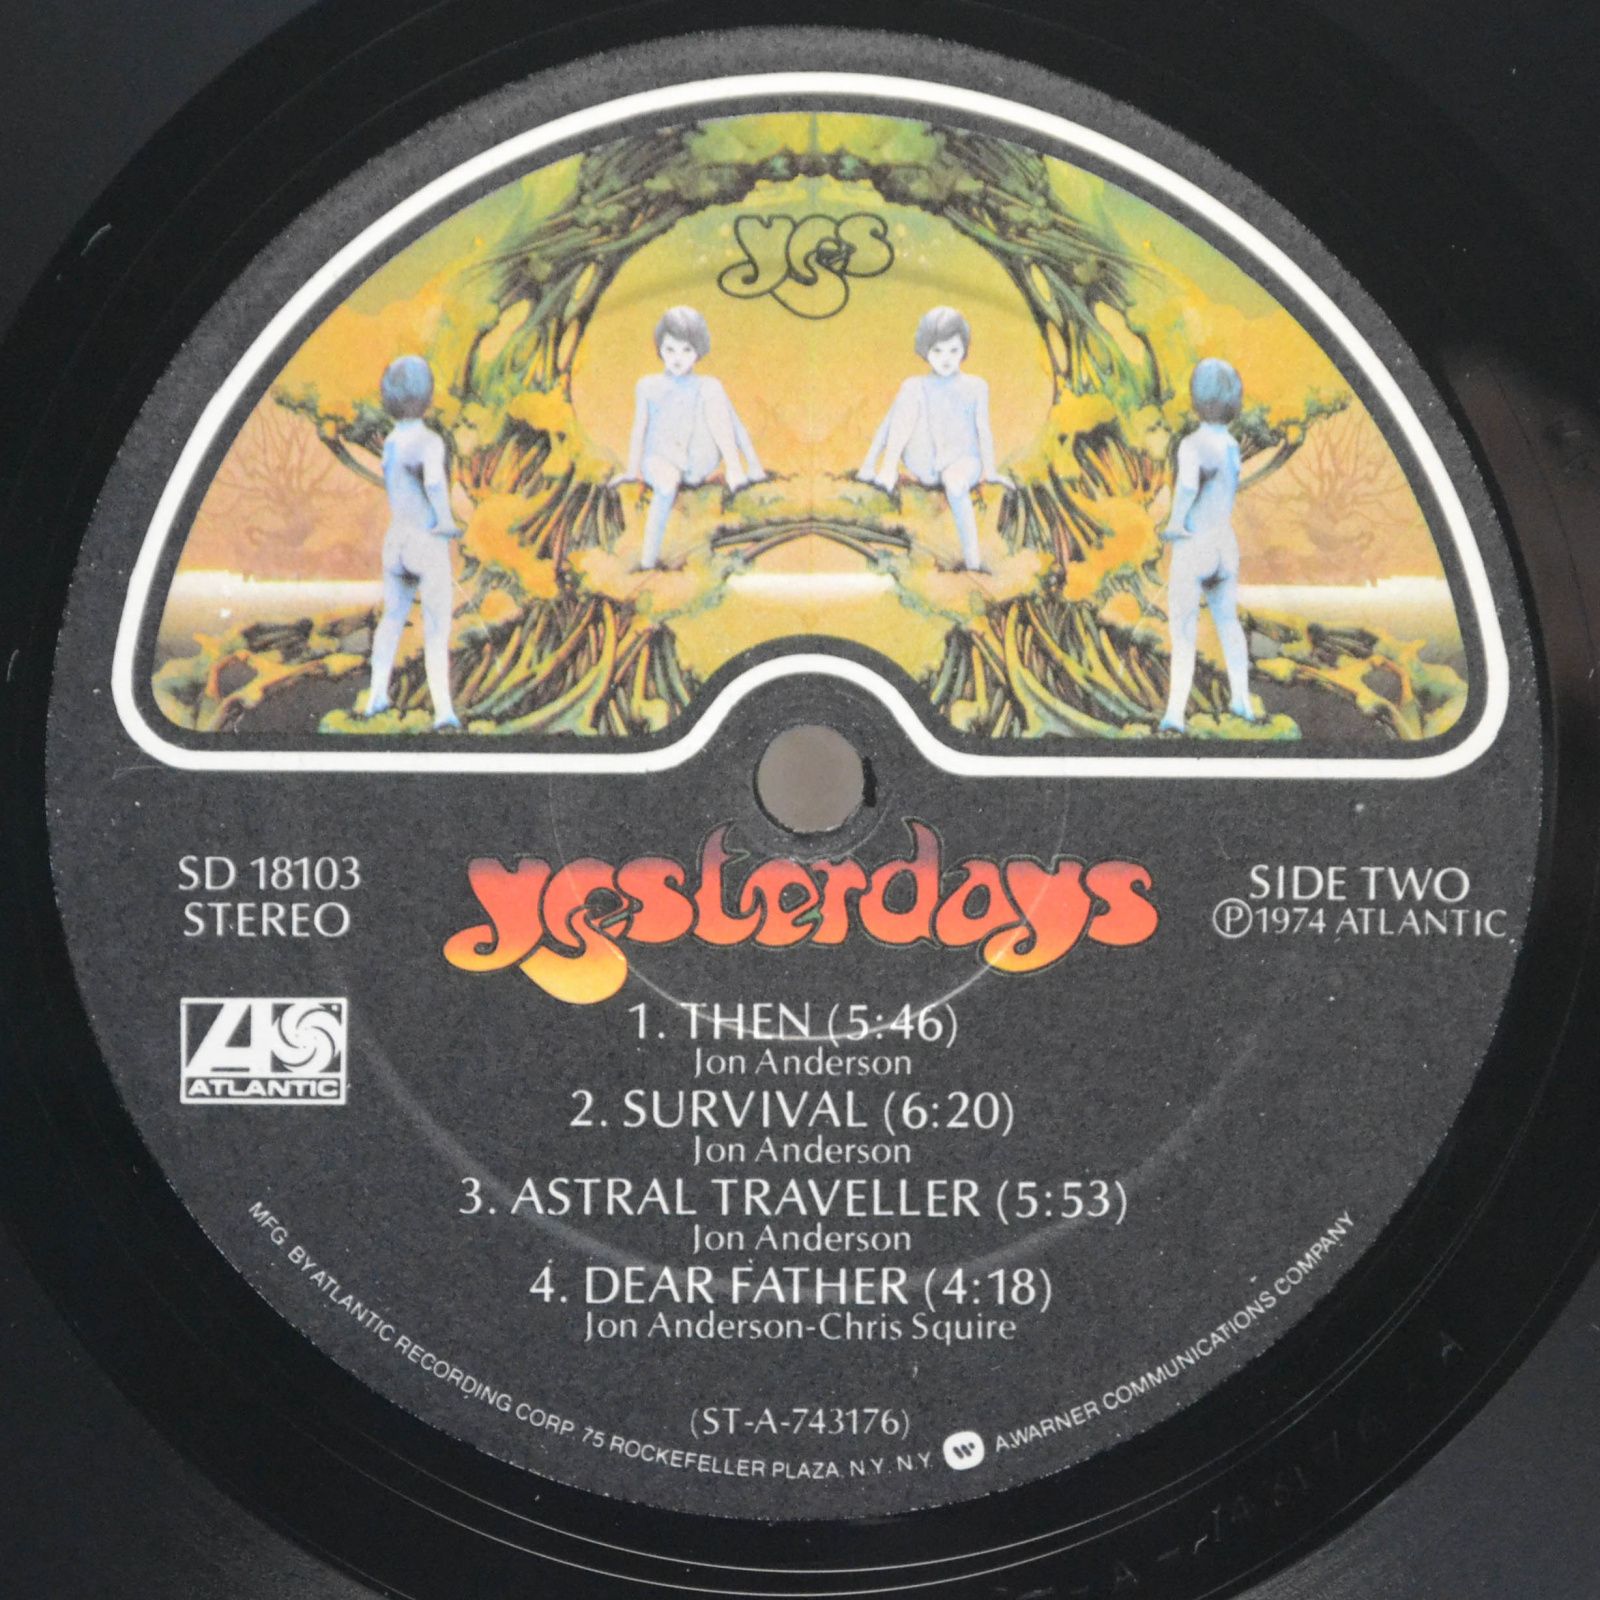 yes
yesterdays
SD 18103
STEREO
SIDE TWO
Ⓟ1974 ATLANTIC
ATLANTIC
1. THEN (5:46)
Jon Anderson
2. SURVIVAL (6:20)
Jon Anderson
3. ASTRAL TRAVELLER (5:53)
Jon Anderson
4. DEAR FATHER (4:18)
Jon Anderson-Chris Squire
(ST-A-743176)
MFG BY ATLANTIC RECORDING CORP 75 ROCKEFELLER PLAZA. N.Y. N.Y. A WARNER COMMUNICATIONS COMPANY